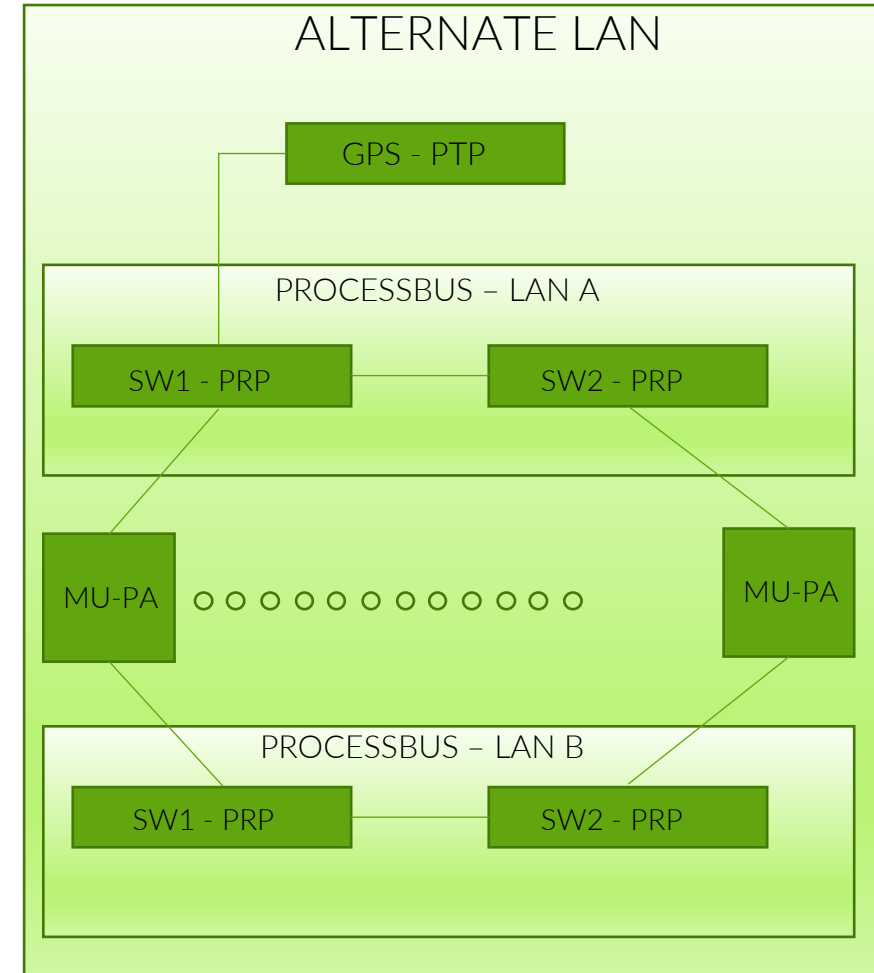 ALTERNATE LAN
GPS - PTP
PROCESSBUS – LAN A
SW1 - PRP
SW2 - PRP
MU-PA
MU-PA
PROCESSBUS – LAN B
SW1 - PRP
SW2 - PRP